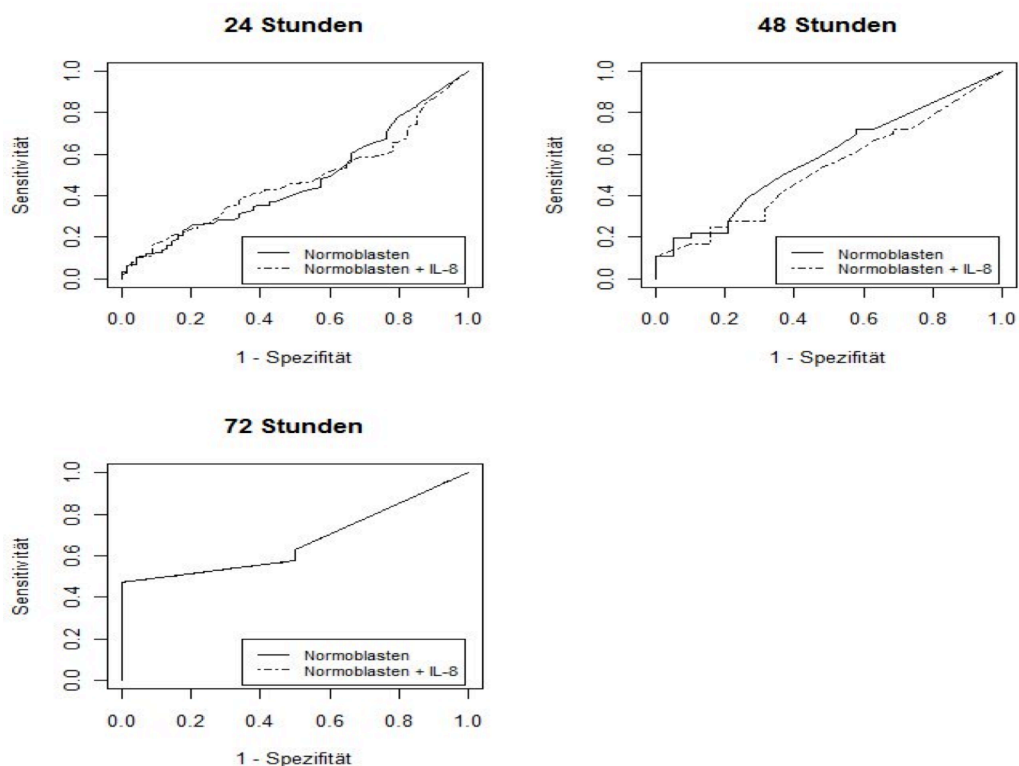 24 Stunden
Sensitivität
1.0
0.8
0.6
0.4
0.2
0.0
Normoblasten
Normoblasten + IL-8
0.0 0.2 0.4 0.6 0.8 1.0
1 - Spezifität
48 Stunden
Sensitivität
1.0
0.8
0.6
0.4
0.2
0.0
Normoblasten
Normoblasten + IL-8
0.0 0.2 0.4 0.6 0.8 1.0
1 - Spezifität
72 Stunden
Sensitivität
1.0
0.8
0.6
0.4
0.2
0.0
Normoblasten
Normoblasten + IL-8
0.0 0.2 0.4 0.6 0.8 1.0
1 - Spezifität